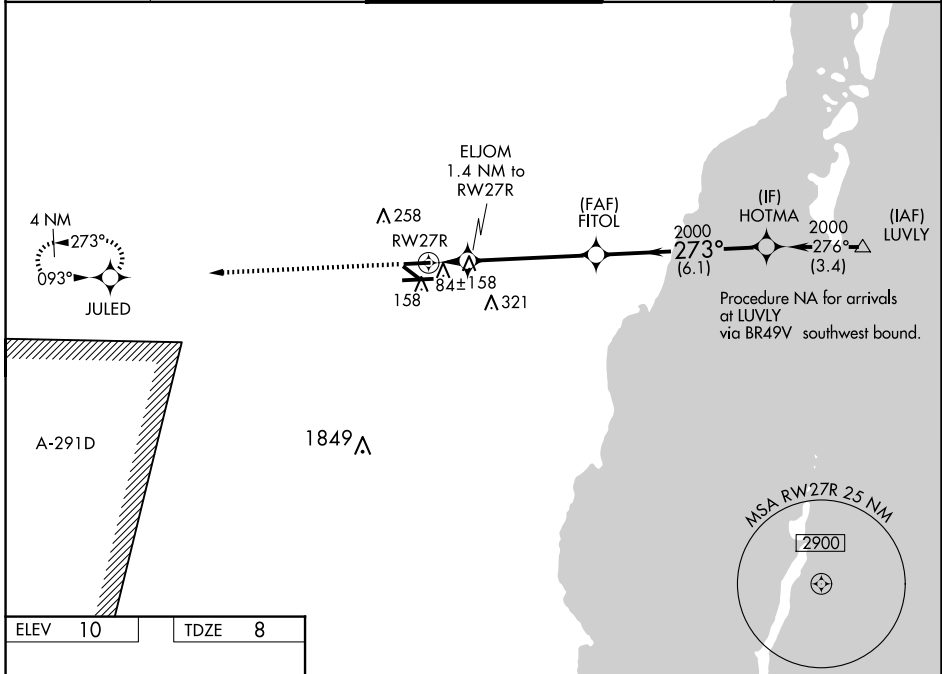 ELJOM
1.4 NM to
RW27R
(FAF)
FITOL
(IF)
HOTMA
(IAF)
LUVLY
2000
273°
(6.1)
2000
276°
(3.4)
4 NM
273°
093°
JULED
258
RW27R
158
84±
158
321
Procedure NA for arrivals
at LUVLY
via BR49V southwest bound.
A-291D
1849
MSA RW27R 25 NM
2900
ELEV 10
TDZE 8